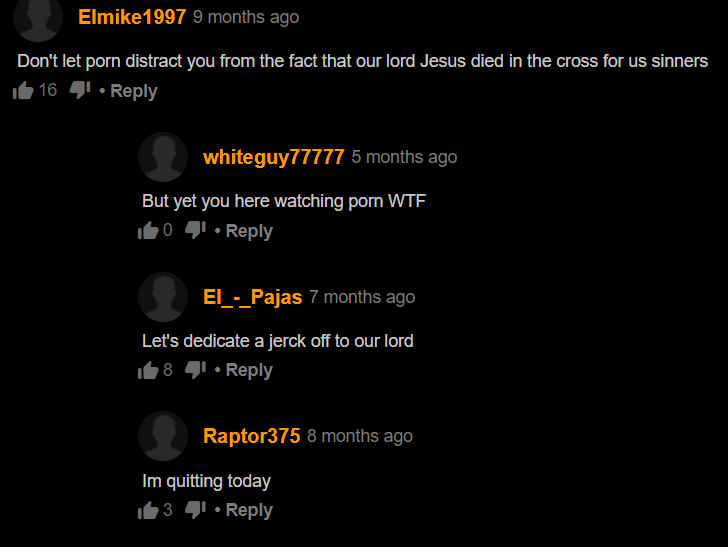 Elmike1997 9 months ago
Don't let porn distract you from the fact that our lord Jesus died in the cross for us sinners
16 • Reply
whiteguy77777 5 months ago
But yet you here watching porn WTF
0 • Reply
El_-_Pajas 7 months ago
Let's dedicate a jerck off to our lord
8 • Reply
Raptor375 8 months ago
Im quitting today
3 • Reply